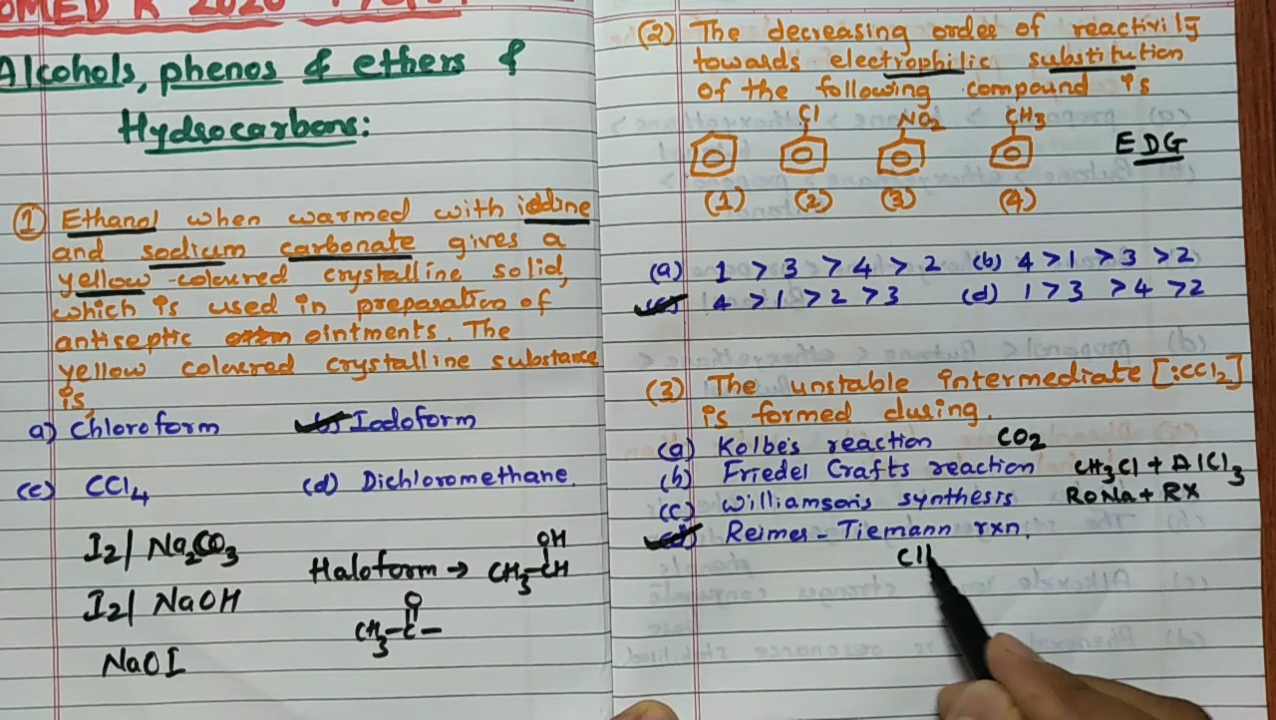 Alcohols, phenos & ethers &
Hydrocarbons:
① Ethanol when warmed with iodine
and sodium carbonate gives a
yellow-coloured crystalline solid,
which is used in preparation of
antiseptic ointments. The
yellow coloured crystalline substance
is,
a) Chloroform b) Iodoform
(c) CCl4 (d) Dichloromethane.
I2/Na2CO3
I2/NaOH
NaOI
Haloform → CH3-CH
OH
O
CH3-C-
(2) The decreasing order of reactivity
towards electrophilic substitution
of the following compound is
Cl NO2 CH3
EDG
(1) (2) (3) (4)
(a) 1 > 3 > 4 > 2 (b) 4 > 1 > 3 > 2
(c) 4 > 1 > 2 > 3 (d) 1 > 3 > 4 > 2
(3) The unstable intermediate [:CCl2]
is formed during.
(a) Kolbe's reaction CO2
(b) Friedel Crafts reaction CH3Cl + AlCl3
(c) Williamson's synthesis RONa + RX
(d) Reimer-Tiemann rxn.